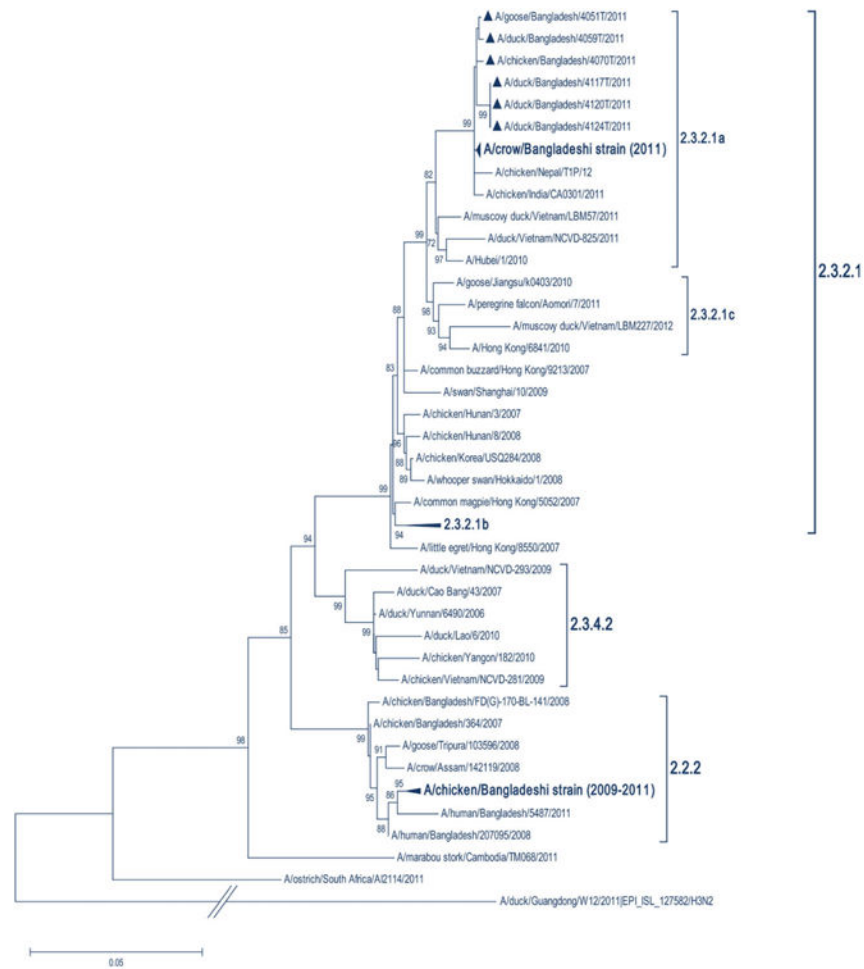 A/goose/Bangladesh/4051T/2011
A/duck/Bangladesh/4059T/2011
A/chicken/Bangladesh/4070T/2011
A/duck/Bangladesh/4117T/2011
99
A/duck/Bangladesh/4120T/2011
A/duck/Bangladesh/4124T/2011
99
A/crow/Bangladeshi strain (2011)
2.3.2.1a
A/chicken/Nepal/T1P/12
82
A/chicken/India/CA0301/2011
A/muscovy duck/Vietnam/LBM57/2011
99
72
A/duck/Vietnam/NCVD-825/2011
97
A/Hubei/1/2010
2.3.2.1
A/goose/Jiangsu/k0403/2010
98
A/peregrine falcon/Aomori/7/2011
2.3.2.1c
88
93
A/muscovy duck/Vietnam/LBM227/2012
94
A/Hong Kong/6841/2010
83
A/common buzzard/Hong Kong/9213/2007
A/swan/Shanghai/10/2009
A/chicken/Hunan/3/2007
96
A/chicken/Hunan/8/2008
88
A/chicken/Korea/USQ284/2008
89
A/whooper swan/Hokkaido/1/2008
99
A/common magpie/Hong Kong/5052/2007
2.3.2.1b
94
94
A/little egret/Hong Kong/8550/2007
A/duck/Vietnam/NCVD-293/2009
A/duck/Cao Bang/43/2007
99
A/duck/Yunnan/6490/2006
2.3.4.2
85
99
A/duck/Lao/6/2010
A/chicken/Yangon/182/2010
A/chicken/Vietnam/NCVD-281/2009
A/chicken/Bangladesh/FD(G)-170-BL-141/2008
A/chicken/Bangladesh/364/2007
99
98
91
A/goose/Tripura/103596/2008
A/crow/Assam/142119/2008
2.2.2
95
A/chicken/Bangladeshi strain (2009-2011)
95
86
A/human/Bangladesh/5487/2011
88
A/human/Bangladesh/207095/2008
A/marabou stork/Cambodia/TM068/2011
A/ostrich/South Africa/AI2114/2011
A/duck/Guangdong/W12/2011|EPI_ISL_127582/H3N2
0.05